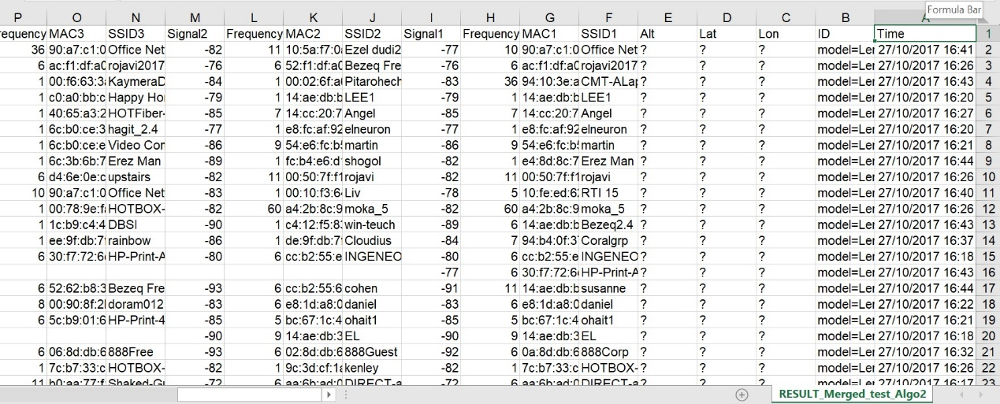 Formula Bar
P O N M L K J I H G F E D C B A
requency MAC3 SSID3 Signal2 Frequency MAC2 SSID2 Signal1 Frequency MAC1 SSID1 Alt Lat Lon ID Time 1
36 90:a7:c1:0 Office Net -82 11 10:5a:f7:0 Ezel dudi2 -77 10 90:a7:c1:0 Office Net ? ? ? model=Ler 27/10/2017 16:41 2
6 ac:f1:df:a0 rojavi2017 -76 6 52:f1:df:a0 Bezeq Fre -76 6 ac:f1:df:a0 rojavi2017 ? ? ? model=Ler 27/10/2017 16:26 3
1 00:f6:63:3 KaymeraD -84 1 00:02:6f:a Pitarohech -83 36 94:10:3e:a CMT-ALap ? ? ? model=Ler 27/10/2017 16:43 4
1 c0:a0:bb:c Happy Ho -79 1 14:ae:db:b LEE1 -79 1 14:ae:db:b LEE1 ? ? ? model=Ler 27/10/2017 16:20 5
1 40:65:a3:2 HOTFiber- -85 7 14:cc:20:7 Angel -85 7 14:cc:20:7 Angel ? ? ? model=Ler 27/10/2017 16:27 6
1 6c:b0:ce:3 hagit_2.4 -77 1 e8:fc:af:92 elneuron -77 1 e8:fc:af:92 elneuron ? ? ? model=Ler 27/10/2017 16:20 7
1 6c:b0:ce:e Video Con -86 9 54:e6:fc:b martin -86 9 54:e6:fc:b martin ? ? ? model=Ler 27/10/2017 16:21 8
1 6c:3b:6b:7 Erez Man -89 1 fc:b4:e6:d shogol -82 1 e4:8d:8c:7 Erez Man ? ? ? model=Ler 27/10/2017 16:44 9
6 d4:6e:0e:c upstairs -82 11 00:50:7f:f1 rojavi -82 11 00:50:7f:f1 rojavi ? ? ? model=Ler 27/10/2017 16:26 10
10 90:a7:c1:0 Office Net -83 1 00:10:f3:6 Liv -78 5 10:fe:ed:6 RTI 15 ? ? ? model=Ler 27/10/2017 16:40 11
1 00:78:9e:f HOTBOX- -82 60 a4:2b:8c:9 moka_5 -82 60 a4:2b:8c:9 moka_5 ? ? ? model=Ler 27/10/2017 16:26 12
1 1c:b9:c4:4 DBSI -90 1 c4:12:f5:8 win-teuch -89 6 14:ae:db:b Bezeq2.4 ? ? ? model=Ler 27/10/2017 16:43 13
1 ee:9f:db:7 rainbow -86 1 de:9f:db:7 Cloudius -84 7 94:b4:0f:3 Coralgrp ? ? ? model=Ler 27/10/2017 16:37 14
6 30:f7:72:6 HP-Print-A -80 6 cc:b2:55:e INGENEO -80 6 cc:b2:55:e INGENEO ? ? ? model=Ler 27/10/2017 16:18 15
-77 6 30:f7:72:6 HP-Print-A ? ? ? model=Ler 27/10/2017 16:43 16
6 52:62:b8:3 Bezeq Fre -93 6 cc:b2:55:6 cohen -91 11 14:ae:db:b susanne ? ? ? model=Ler 27/10/2017 16:44 17
8 00:90:8f:2 doram012 -83 6 e8:1d:a8:0 daniel -83 6 e8:1d:a8:0 daniel ? ? ? model=Ler 27/10/2017 16:22 18
6 5c:b9:01:6 HP-Print-4 -85 5 bc:67:1c:4 ohait1 -85 5 bc:67:1c:4 ohait1 ? ? ? model=Ler 27/10/2017 16:21 19
-90 9 14:ae:db:3 EL -90 9 14:ae:db:3 EL ? ? ? model=Ler 27/10/2017 16:18 20
6 06:8d:db:6 888Free -93 6 02:8d:db:6 888Guest -92 6 0a:8d:db:6 888Corp ? ? ? model=Ler 27/10/2017 16:32 21
1 7c:b7:33:c HOTBOX- -82 1 9c:3d:cf:1 kenley -82 1 7c:b7:33:c HOTBOX- ? ? ? model=Ler 27/10/2017 16:26 22
11 b0:aa:77:f Shaked-Gu -72 6 aa:6b:ad:0 DIRECT-a -72 6 aa:6b:ad:0 DIRECT-a ? ? ? model=Ler 27/10/2017 16:17 23
RESULT_Merged_test_Algo2